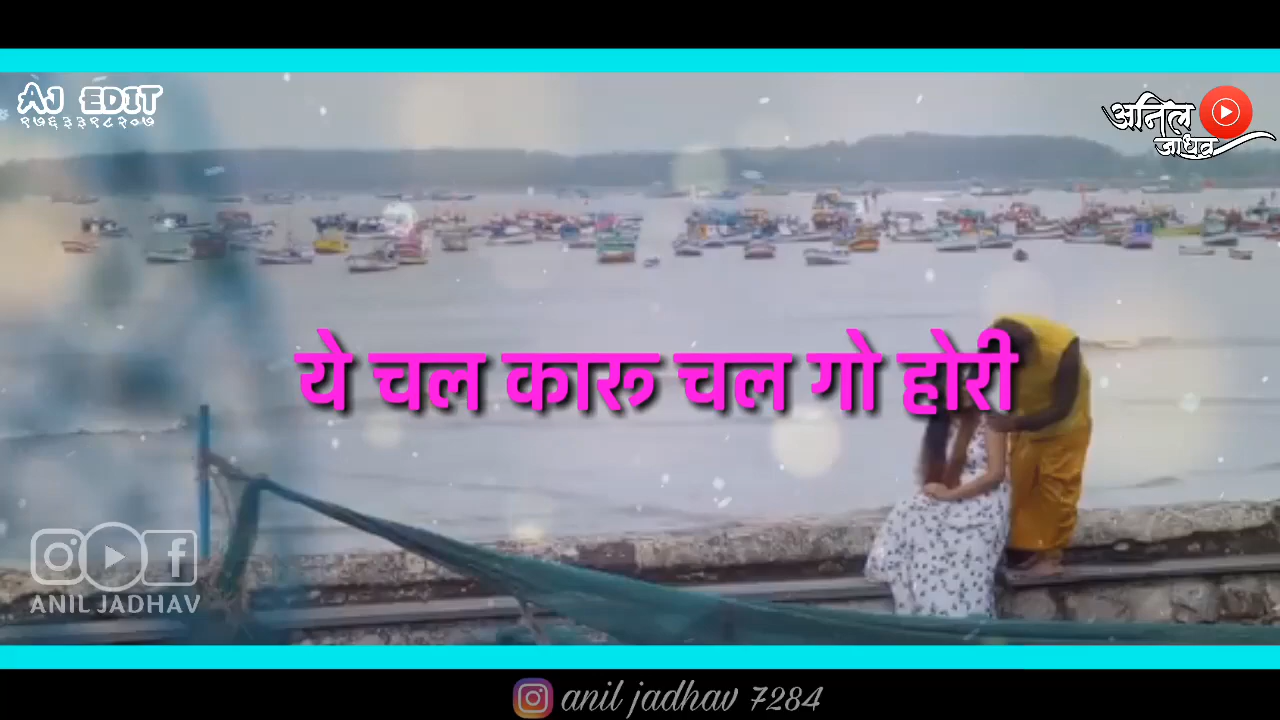 AJ EDIT
९७६३३९८२०७
अनिल
जाधव
ये चल कारू चल गो होरी
ANIL JADHAV
anil jadhav 7284